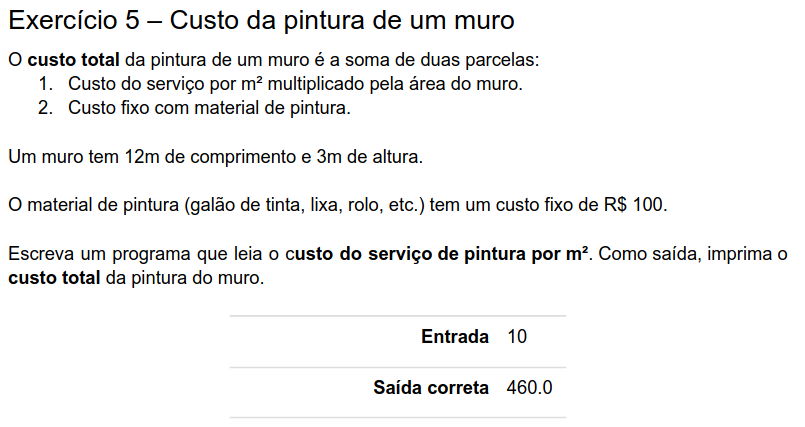 Exercício 5 – Custo da pintura de um muro
O custo total da pintura de um muro é a soma de duas parcelas:
1. Custo do serviço por m² multiplicado pela área do muro.
2. Custo fixo com material de pintura.
Um muro tem 12m de comprimento e 3m de altura.
O material de pintura (galão de tinta, lixa, rolo, etc.) tem um custo fixo de R$ 100.
Escreva um programa que leia o custo do serviço de pintura por m². Como saída, imprima o
custo total da pintura do muro.
Entrada 10
Saída correta 460.0